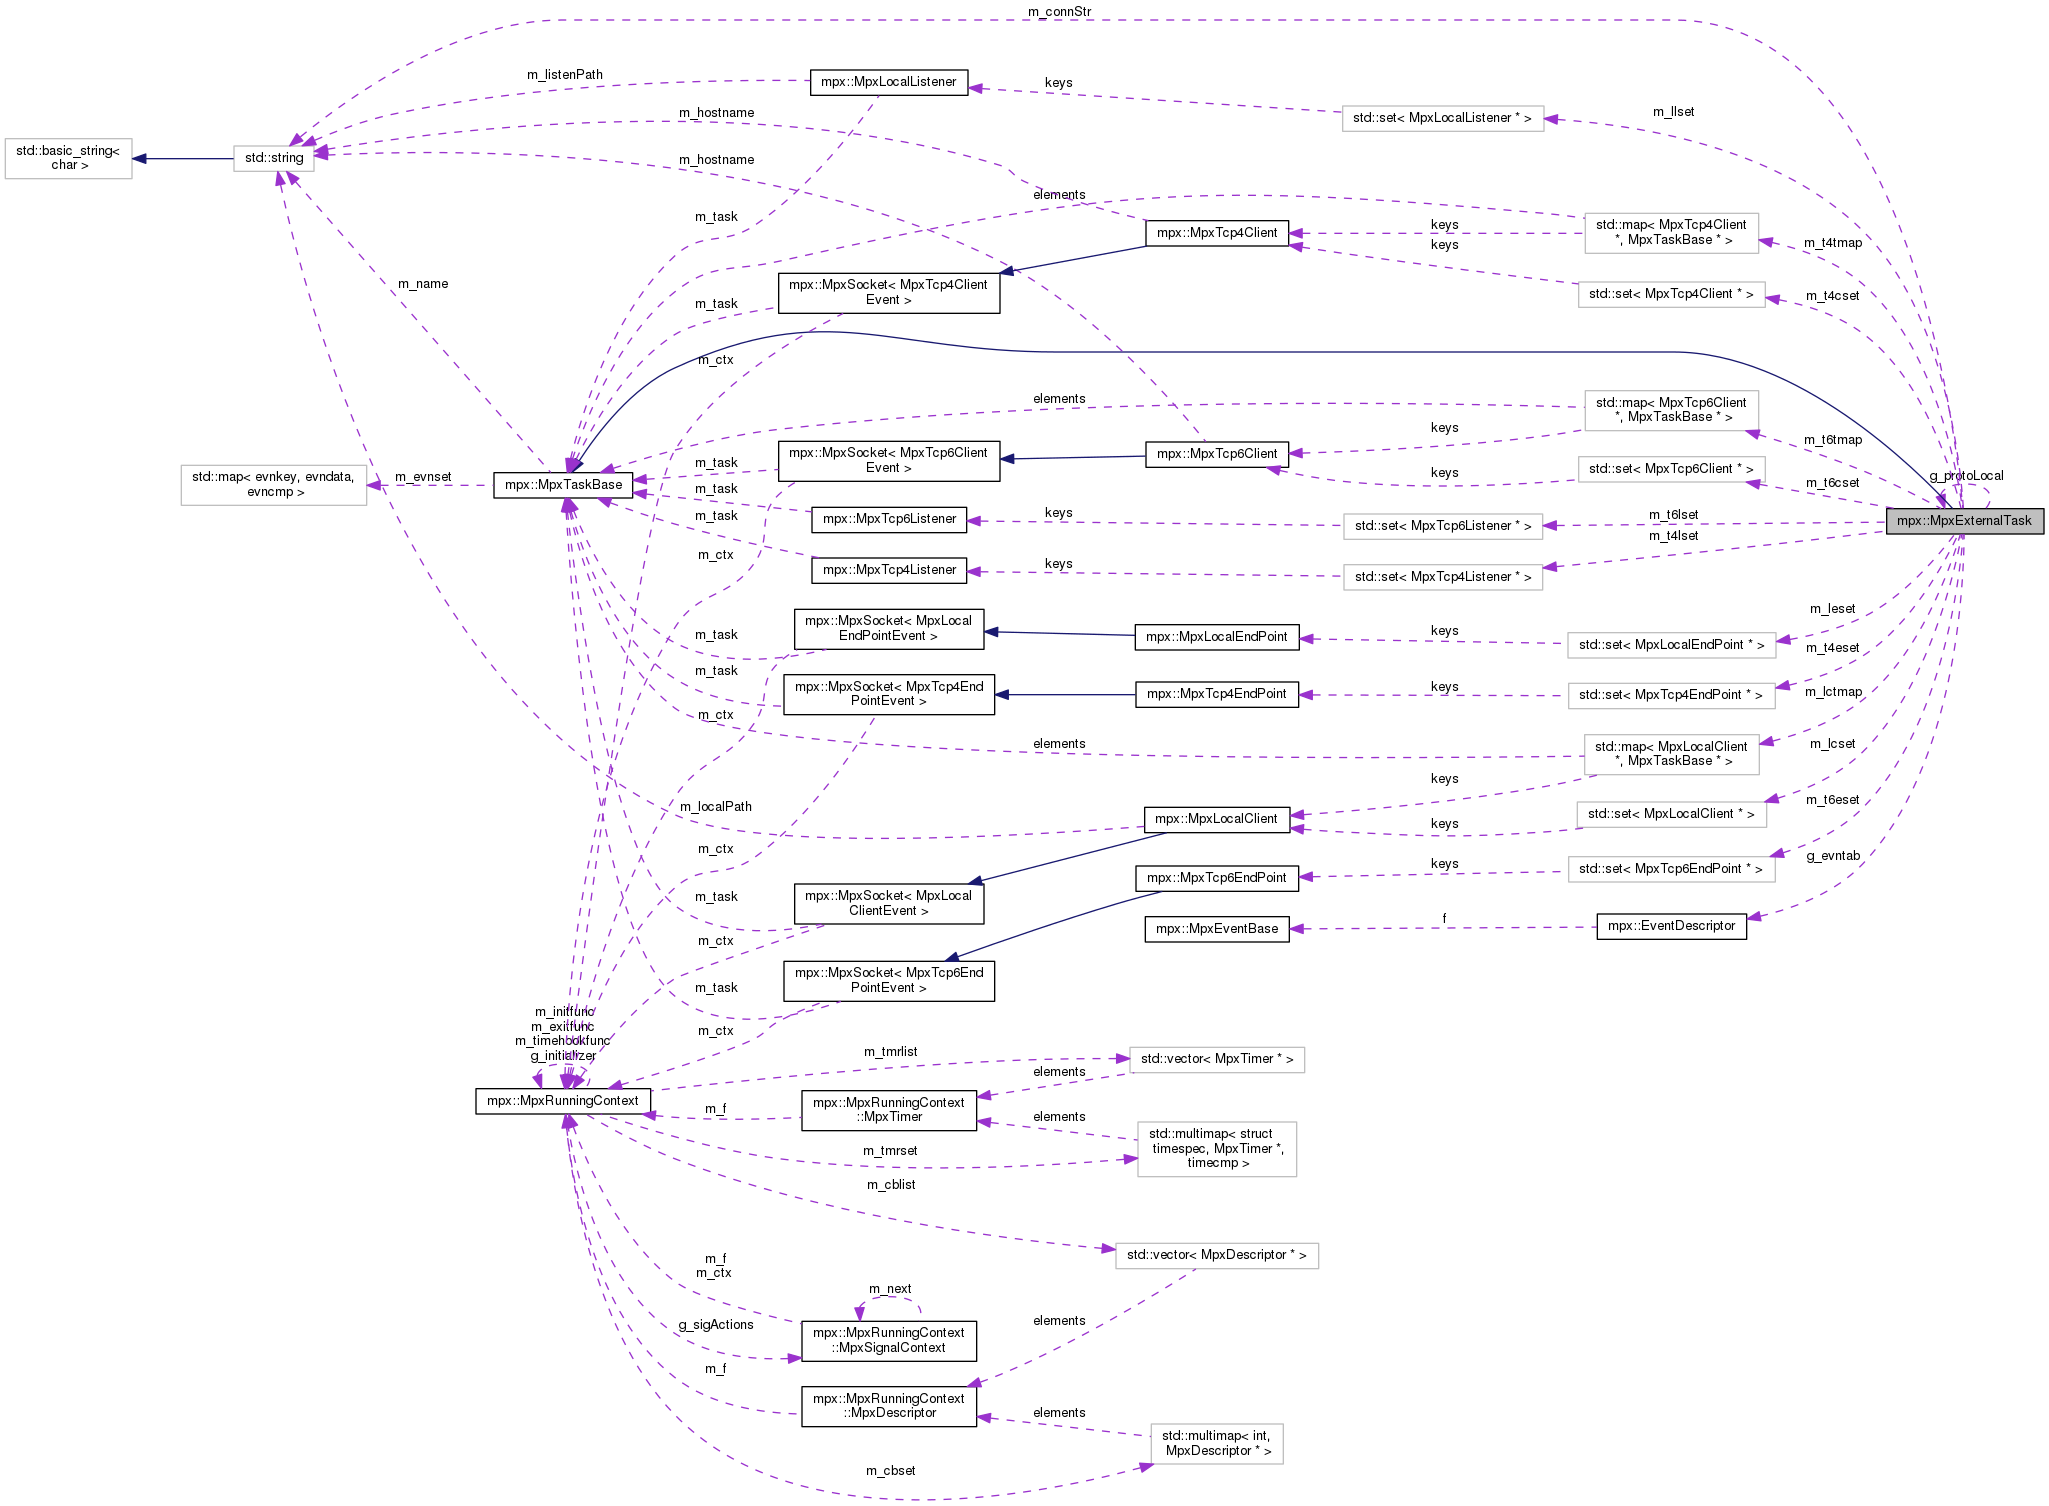 m_connStr
m_listenPath
mpx::MpxLocalListener
keys
std::set< MpxLocalListener * >
m_llset
m_hostname
std::basic_string<
char >
std::string
m_hostname
m_task
elements
mpx::MpxTcp4Client
keys
keys
std::map< MpxTcp4Client
*, MpxTaskBase * >
m_t4tmap
m_name
mpx::MpxSocket< MpxTcp4Client
Event >
m_task
std::set< MpxTcp4Client * >
m_t4cset
m_ctx
elements
std::map< MpxTcp6Client
*, MpxTaskBase * >
m_t6tmap
keys
mpx::MpxSocket< MpxTcp6Client
Event >
mpx::MpxTcp6Client
m_task
keys
std::set< MpxTcp6Client * >
m_t6cset
g_protoLocal
std::map< evnkey, evndata,
evncmp >
m_evnset
mpx::MpxTaskBase
m_task
m_task
mpx::MpxTcp6Listener
keys
std::set< MpxTcp6Listener * >
m_t6lset
mpx::MpxExternalTask
m_t4lset
m_ctx
mpx::MpxTcp4Listener
keys
std::set< MpxTcp4Listener * >
m_leset
mpx::MpxSocket< MpxLocal
EndPointEvent >
m_task
mpx::MpxLocalEndPoint
keys
std::set< MpxLocalEndPoint * >
m_t4eset
m_task
mpx::MpxSocket< MpxTcp4End
PointEvent >
mpx::MpxTcp4EndPoint
keys
std::set< MpxTcp4EndPoint * >
m_lctmap
m_ctx
elements
std::map< MpxLocalClient
*, MpxTaskBase * >
m_lcset
keys
m_localPath
mpx::MpxLocalClient
keys
std::set< MpxLocalClient * >
m_t6eset
m_ctx
mpx::MpxTcp6EndPoint
keys
std::set< MpxTcp6EndPoint * >
g_evntab
m_task
mpx::MpxSocket< MpxLocal
ClientEvent >
mpx::MpxEventBase
f
mpx::EventDescriptor
m_ctx
mpx::MpxSocket< MpxTcp6End
PointEvent >
m_task
m_ctx
m_initfunc
m_exitfunc
m_timehookfunc
g_initializer
mpx::MpxRunningContext
m_tmrlist
std::vector< MpxTimer * >
elements
m_f
mpx::MpxRunningContext
::MpxTimer
elements
std::multimap< struct
timespec, MpxTimer *,
timecmp >
m_tmrset
m_cblist
std::vector< MpxDescriptor * >
m_f
m_ctx
m_next
g_sigActions
mpx::MpxRunningContext
::MpxSignalContext
elements
m_f
mpx::MpxRunningContext
::MpxDescriptor
elements
std::multimap< int,
MpxDescriptor * >
m_cbset